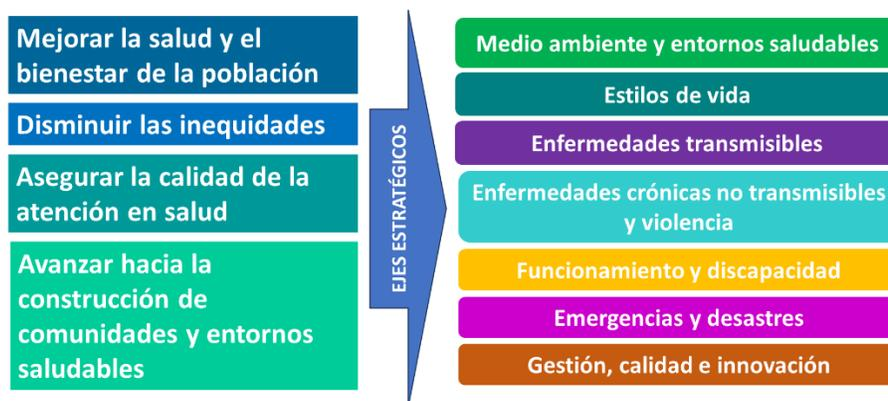 Mejorar la salud y el
bienestar de la población
Disminuir las inequidades
Asegurar la calidad de la
atención en salud
Avanzar hacia la
construcción de
comunidades y entornos
saludables
EJES ESTRATÉGICOS
Medio ambiente y entornos saludables
Estilos de vida
Enfermedades transmisibles
Enfermedades crónicas no transmisibles
y violencia
Funcionamiento y discapacidad
Emergencias y desastres
Gestión, calidad e innovación